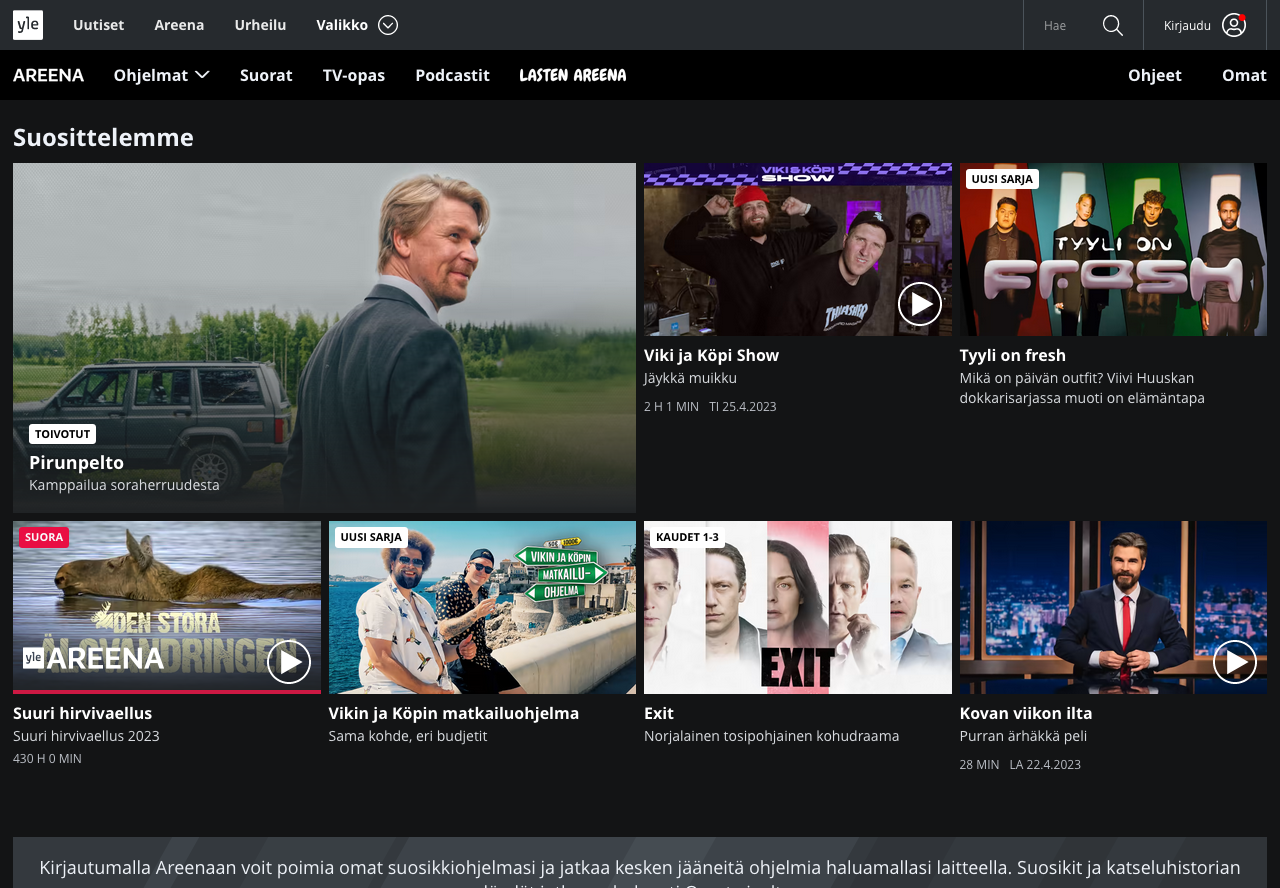 yle Uutiset Areena Urheilu Valikko Hae Kirjaudu
AREENA Ohjelmat Suorat TV-opas Podcastit LASTEN AREENA Ohjeet Omat
Suosittelemme
TOIVOTUT
Pirunpelto
Kamppailua soraherruudesta
VIKI & KÖPI
SHOW
THRASHER
Viki ja Köpi Show
Jäykkä muikku
2 H 1 MIN TI 25.4.2023
UUSI SARJA
TYYLI ON
FRESH
Tyyli on fresh
Mikä on päivän outfit? Viivi Huuskan
dokkarisarjassa muoti on elämäntapa
SUORA
DEN STORA
ÄLGVANDRINGEN
yle AREENA
Suuri hirvivaellus
Suuri hirvivaellus 2023
430 H 0 MIN
UUSI SARJA
VIKIN JA KÖPIN
MATKAILU-
OHJELMA
Vikin ja Köpin matkailuohjelma
Sama kohde, eri budjetit
KAUDET 1-3
EXIT
Exit
Norjalainen tosipohjainen kohudraama
Kovan viikon ilta
Purran ärhäkkä peli
28 MIN LA 22.4.2023
Kirjautumalla Areenaan voit poimia omat suosikkiohjelmasi ja jatkaa kesken jääneitä ohjelmia haluamallasi laitteella. Suosikit ja katseluhistorian